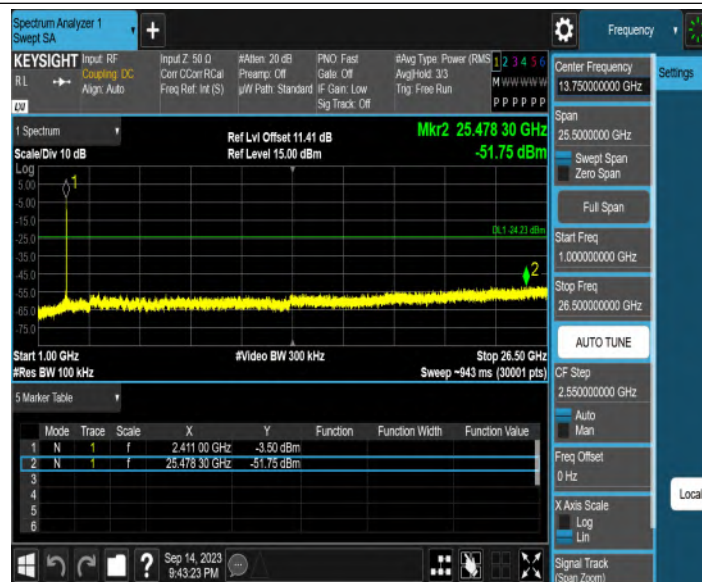 Spectrum Analyzer 1
Swept SA
+
Frequency
KEYSIGHT
RL
LXI
Input: RF
Coupling: DC
Align: Auto
Input Z: 50 Ω
Corr CCorr RCal
Freq Ref: Int (S)
#Atten: 20 dB
Preamp: Off
µW Path: Standard
PNO: Fast
Gate: Off
IF Gain: Low
Sig Track: Off
#Avg Type: Power (RMS
Avg|Hold: 3/3
Trig: Free Run
1 2 3 4 5 6
M W W W W W
P P P P P P
1 Spectrum
Scale/Div 10 dB
Ref Lvl Offset 11.41 dB
Ref Level 15.00 dBm
Mkr2 25.478 30 GHz
-51.75 dBm
Log
5.00
-5.00
-15.0
-25.0
-35.0
-45.0
-55.0
-65.0
-75.0
1
DL1 -24.23 dBm
2
Start 1.00 GHz
#Video BW 300 kHz
Stop 26.50 GHz
#Res BW 100 kHz
Sweep ~943 ms (30001 pts)
5 Marker Table
Mode Trace Scale X Y Function Function Width Function Value
1 N 1 f 2.411 00 GHz -3.50 dBm
2 N 1 f 25.478 30 GHz -51.75 dBm
3
4
5
6
?
Sep 14, 2023
9:43:23 PM
Center Frequency
13.750000000 GHz
Span
25.5000000 GHz
Swept Span
Zero Span
Full Span
Start Freq
1.000000000 GHz
Stop Freq
26.500000000 GHz
AUTO TUNE
CF Step
2.550000000 GHz
Auto
Man
Freq Offset
0 Hz
X Axis Scale
Log
Lin
Signal Track
(Span Zoom)
Settings
Local